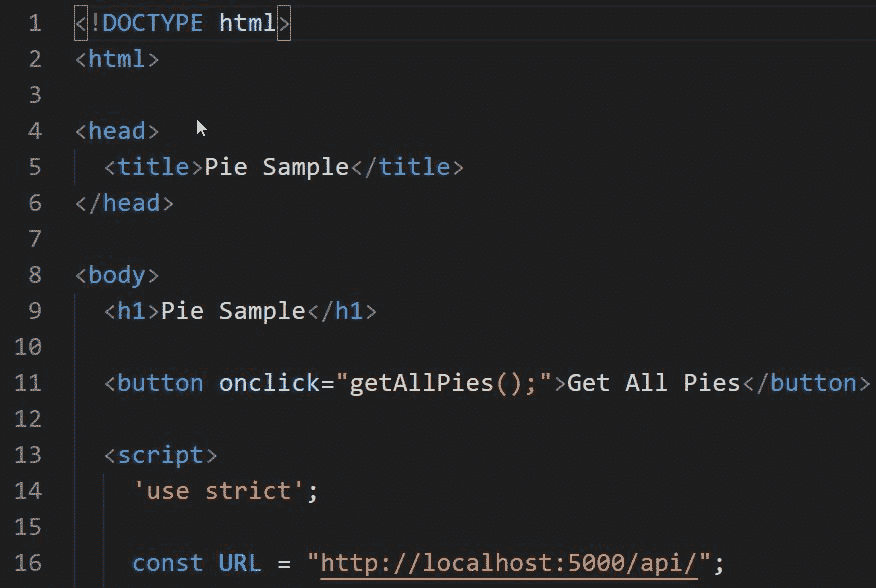 1 <!DOCTYPE html>
2 <html>
3
4 <head>
5   <title>Pie Sample</title>
6 </head>
7
8 <body>
9   <h1>Pie Sample</h1>
10
11   <button onclick="getAllPies();">Get All Pies</button>
12
13   <script>
14     'use strict';
15
16     const URL = "http://localhost:5000/api/";